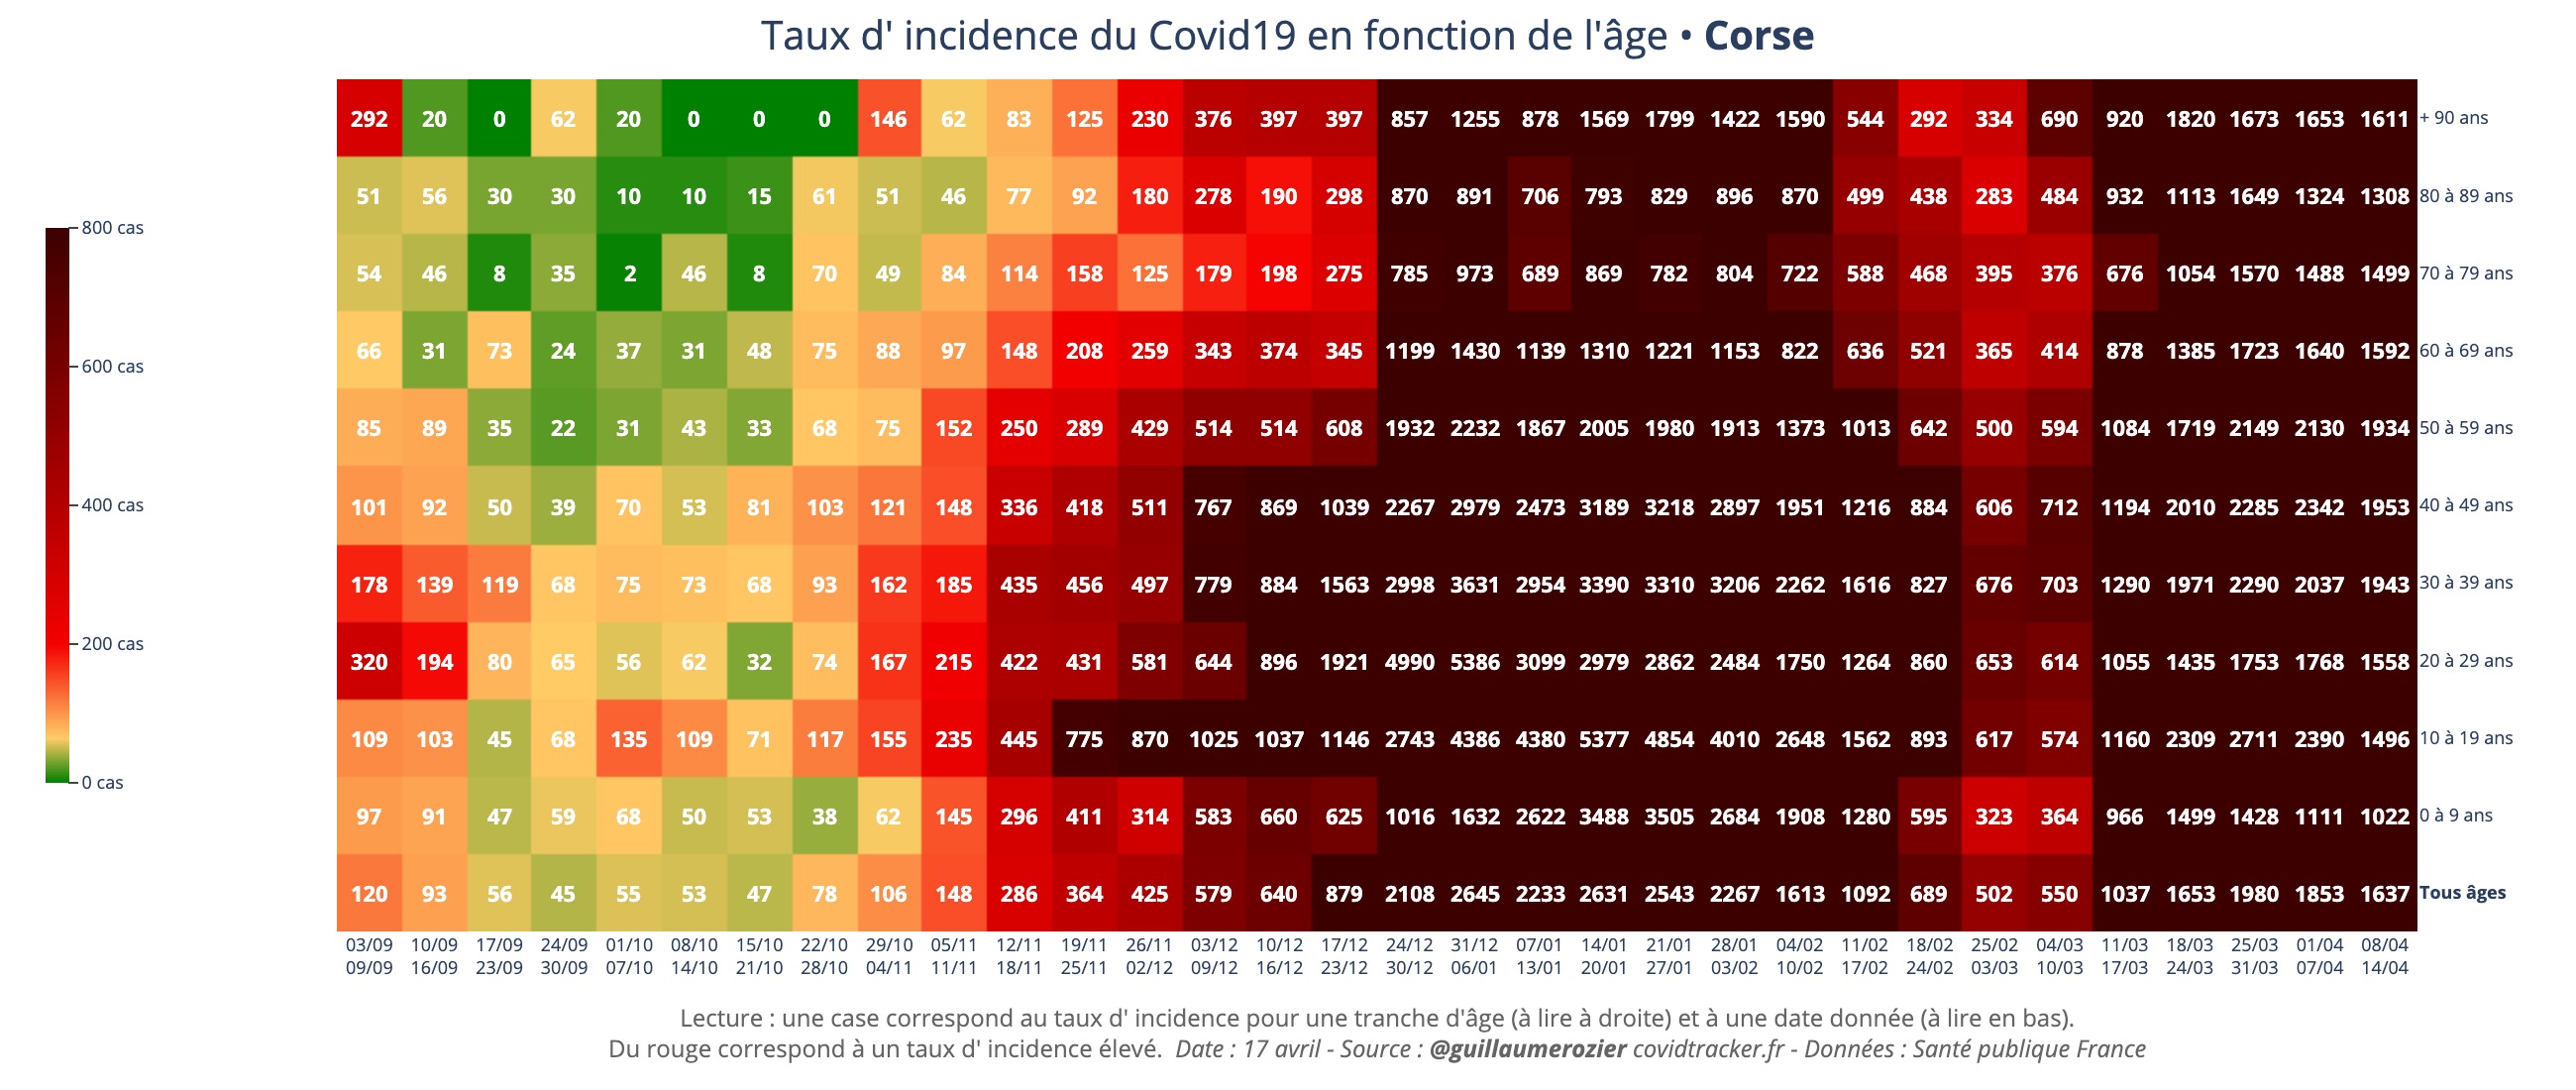 Taux d' incidence du Covid19 en fonction de l'âge • Corse
292 20 0 62 20 0 0 0 146 62 83 125 230 376 397 397 857 1255 878 1569 1799 1422 1590 544 292 334 690 920 1820 1673 1653 1611 + 90 ans
51 56 30 30 10 10 15 61 51 46 77 92 180 278 190 298 870 891 706 793 829 896 870 499 438 283 484 932 1113 1649 1324 1308 80 à 89 ans
54 46 8 35 2 46 8 70 49 84 114 158 125 179 198 275 785 973 689 869 782 804 722 588 468 395 376 676 1054 1570 1488 1499 70 à 79 ans
66 31 73 24 37 31 48 75 88 97 148 208 259 343 374 345 1199 1430 1139 1310 1221 1153 822 636 521 365 414 878 1385 1723 1640 1592 60 à 69 ans
85 89 35 22 31 43 33 68 75 152 250 289 429 514 514 608 1932 2232 1867 2005 1980 1913 1373 1013 642 500 594 1084 1719 2149 2130 1934 50 à 59 ans
101 92 50 39 70 53 81 103 121 148 336 418 511 767 869 1039 2267 2979 2473 3189 3218 2897 1951 1216 884 606 712 1194 2010 2285 2342 1953 40 à 49 ans
178 139 119 68 75 73 68 93 162 185 435 456 497 779 884 1563 2998 3631 2954 3390 3310 3206 2262 1616 827 676 703 1290 1971 2290 2037 1943 30 à 39 ans
320 194 80 65 56 62 32 74 167 215 422 431 581 644 896 1921 4990 5386 3099 2979 2862 2484 1750 1264 860 653 614 1055 1435 1753 1768 1558 20 à 29 ans
109 103 45 68 135 109 71 117 155 235 445 775 870 1025 1037 1146 2743 4386 4380 5377 4854 4010 2648 1562 893 617 574 1160 2309 2711 2390 1496 10 à 19 ans
97 91 47 59 68 50 53 38 62 145 296 411 314 583 660 625 1016 1632 2622 3488 3505 2684 1908 1280 595 323 364 966 1499 1428 1111 1022 0 à 9 ans
120 93 56 45 55 53 47 78 106 148 286 364 425 579 640 879 2108 2645 2233 2631 2543 2267 1613 1092 689 502 550 1037 1653 1980 1853 1637 Tous âges
03/09 10/09 17/09 24/09 01/10 08/10 15/10 22/10 29/10 05/11 12/11 19/11 26/11 03/12 10/12 17/12 24/12 31/12 07/01 14/01 21/01 28/01 04/02 11/02 18/02 25/02 04/03 11/03 18/03 25/03 01/04 08/04
09/09 16/09 23/09 30/09 07/10 14/10 21/10 28/10 04/11 11/11 18/11 25/11 02/12 09/12 16/12 23/12 30/12 06/01 13/01 20/01 27/01 03/02 10/02 17/02 24/02 03/03 10/03 17/03 24/03 31/03 07/04 14/04
800 cas
600 cas
400 cas
200 cas
0 cas
Lecture : une case correspond au taux d' incidence pour une tranche d'âge (à lire à droite) et à une date donnée (à lire en bas).
Du rouge correspond à un taux d' incidence élevé. Date : 17 avril - Source : @guillaumerozier covidtracker.fr - Données : Santé publique France